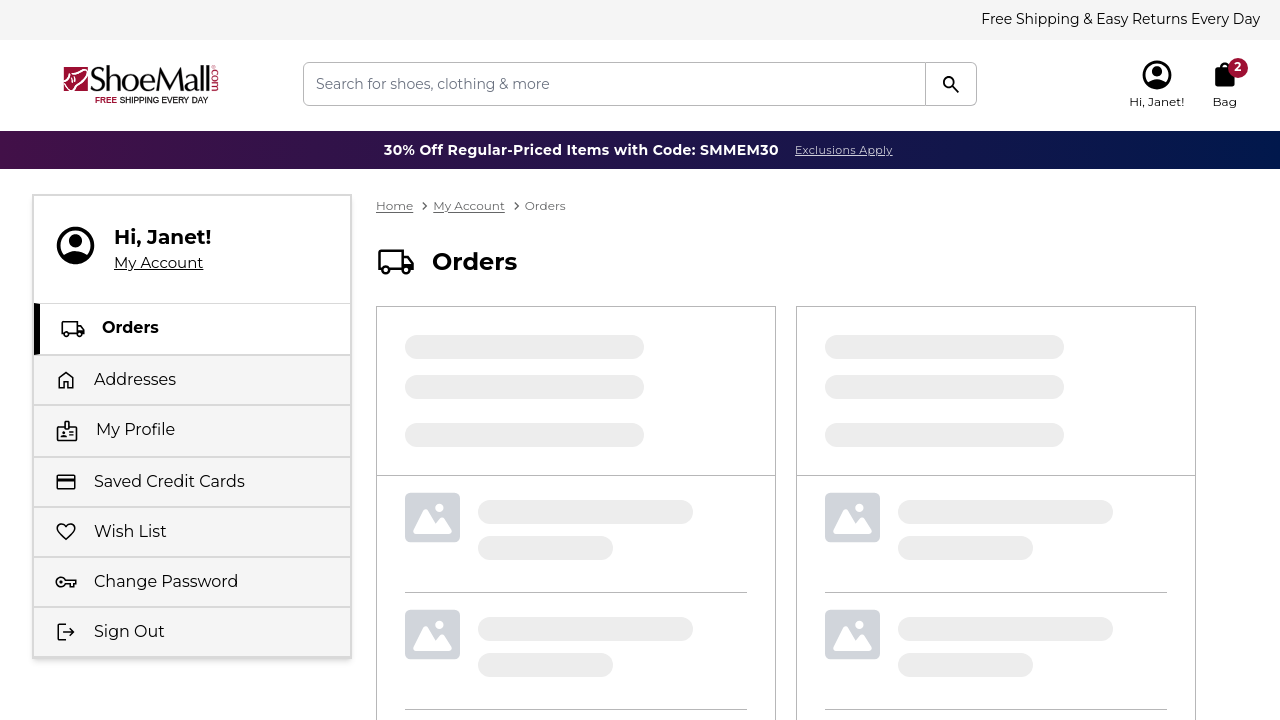 Free Shipping & Easy Returns Every Day
ShoeMall.com
FREE SHIPPING EVERY DAY
Search for shoes, clothing & more
Hi, Janet!
2
Bag
30% Off Regular-Priced Items with Code: SMMEM30 Exclusions Apply
Hi, Janet!
My Account
Orders
Addresses
My Profile
Saved Credit Cards
Wish List
Change Password
Sign Out
Home > My Account > Orders
Orders